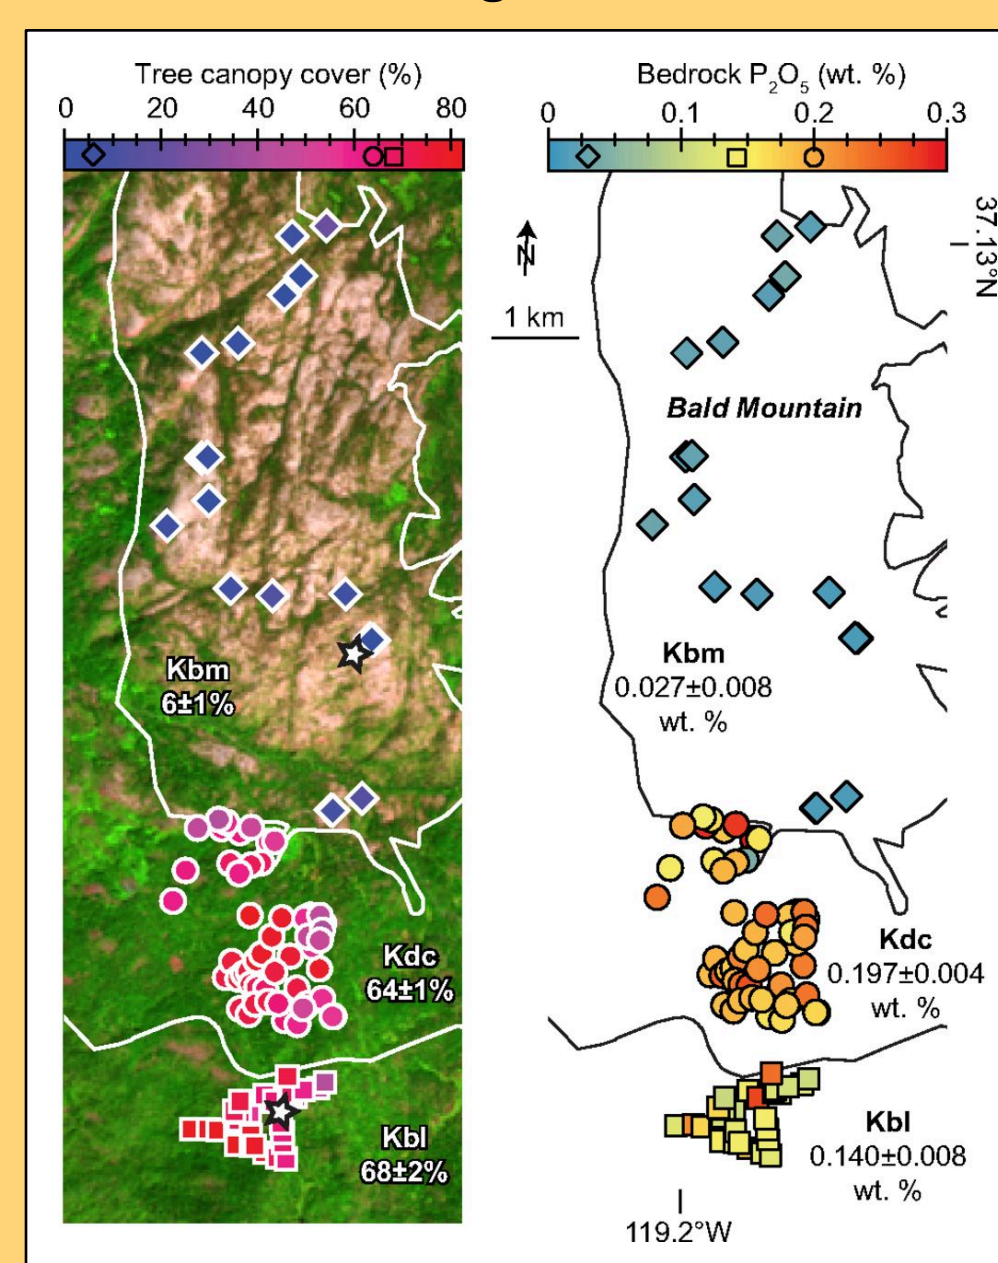 Tree canopy cover (%)
0 20 40 60 80
Kbm
6±1%
Kdc
64±1%
Kbl
68±2%
Bedrock P₂O₅ (wt. %)
0 0.1 0.2 0.3
N
1 km
37.13°N
Bald Mountain
Kbm
0.027±0.008
wt. %
Kdc
0.197±0.004
wt. %
Kbl
0.140±0.008
wt. %
119.2°W